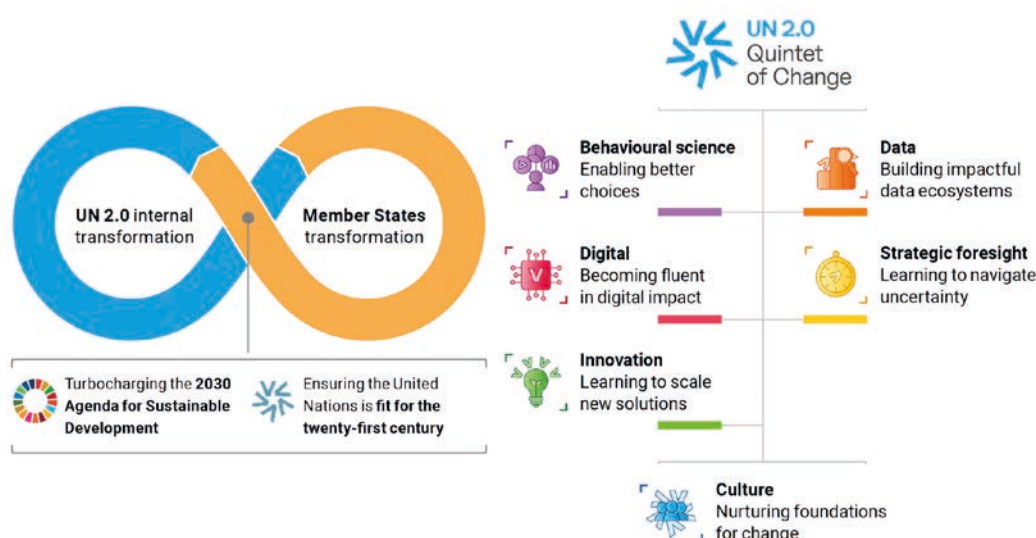 UN 2.0 internal
transformation
Member States
transformation
Turbocharging the 2030
Agenda for Sustainable
Development
Ensuring the United
Nations is fit for the
twenty-first century
UN 2.0
Quintet
of Change
Behavioural science
Enabling better
choices
Data
Building impactful
data ecosystems
Digital
Becoming fluent
in digital impact
Strategic foresight
Learning to navigate
uncertainty
Innovation
Learning to scale
new solutions
Culture
Nurturing foundations
for change